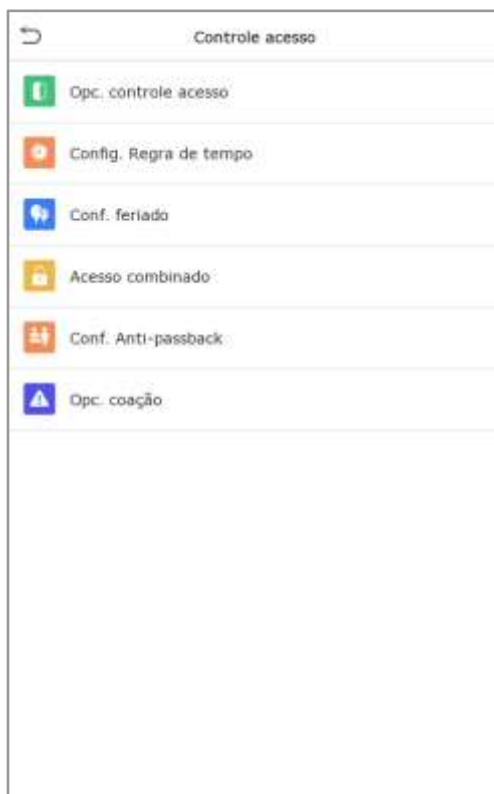 Controle acesso
Opc. controle acesso
Config. Regra de tempo
Conf. feriado
Acesso combinado
Conf. Anti-passback
Opc. coação